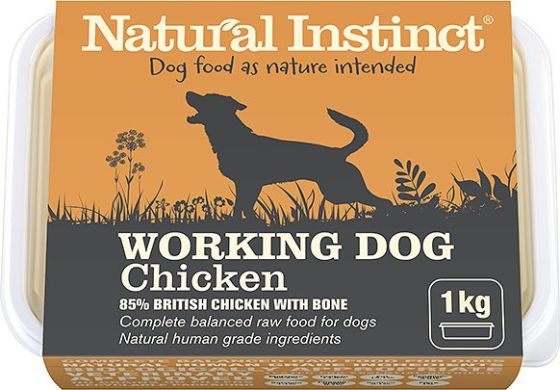 Natural Instinct®
Dog food as nature intended
WORKING DOG
Chicken
85% BRITISH CHICKEN WITH BONE
Complete balanced raw food for dogs
Natural human grade ingredients
1kg